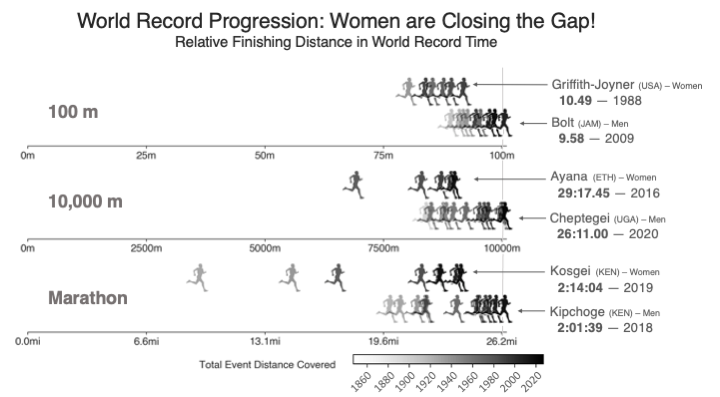 World Record Progression: Women are Closing the Gap!
Relative Finishing Distance in World Record Time
100 m
Griffith-Joyner (USA) – Women
10.49 — 1988
Bolt (JAM) – Men
9.58 — 2009
0m 25m 50m 75m 100m
10,000 m
Ayana (ETH) – Women
29:17.45 — 2016
Cheptegei (UGA) – Men
26:11.00 — 2020
0m 2500m 5000m 7500m 10000m
Marathon
Kosgei (KEN) – Women
2:14:04 — 2019
Kipchoge (KEN) – Men
2:01:39 — 2018
0.0mi 6.6mi 13.1mi 19.6mi 26.2mi
Total Event Distance Covered
1860 1880 1900 1920 1940 1960 1980 2000 2020